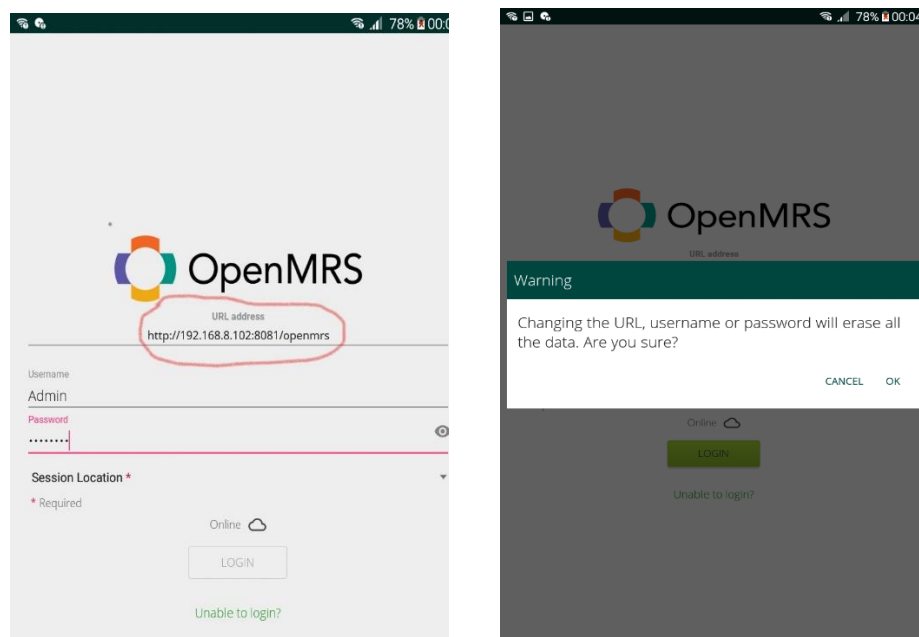 78% 00:0
OpenMRS
URL address
http://192.168.8.102:8081/openmrs
Username
Admin
Password
••••••••
Session Location *
* Required
Online
LOGIN
Unable to login?
78% 00:04
OpenMRS
URL address
Warning
Changing the URL, username or password will erase all
the data. Are you sure?
CANCEL OK
Online
LOGIN
Unable to login?